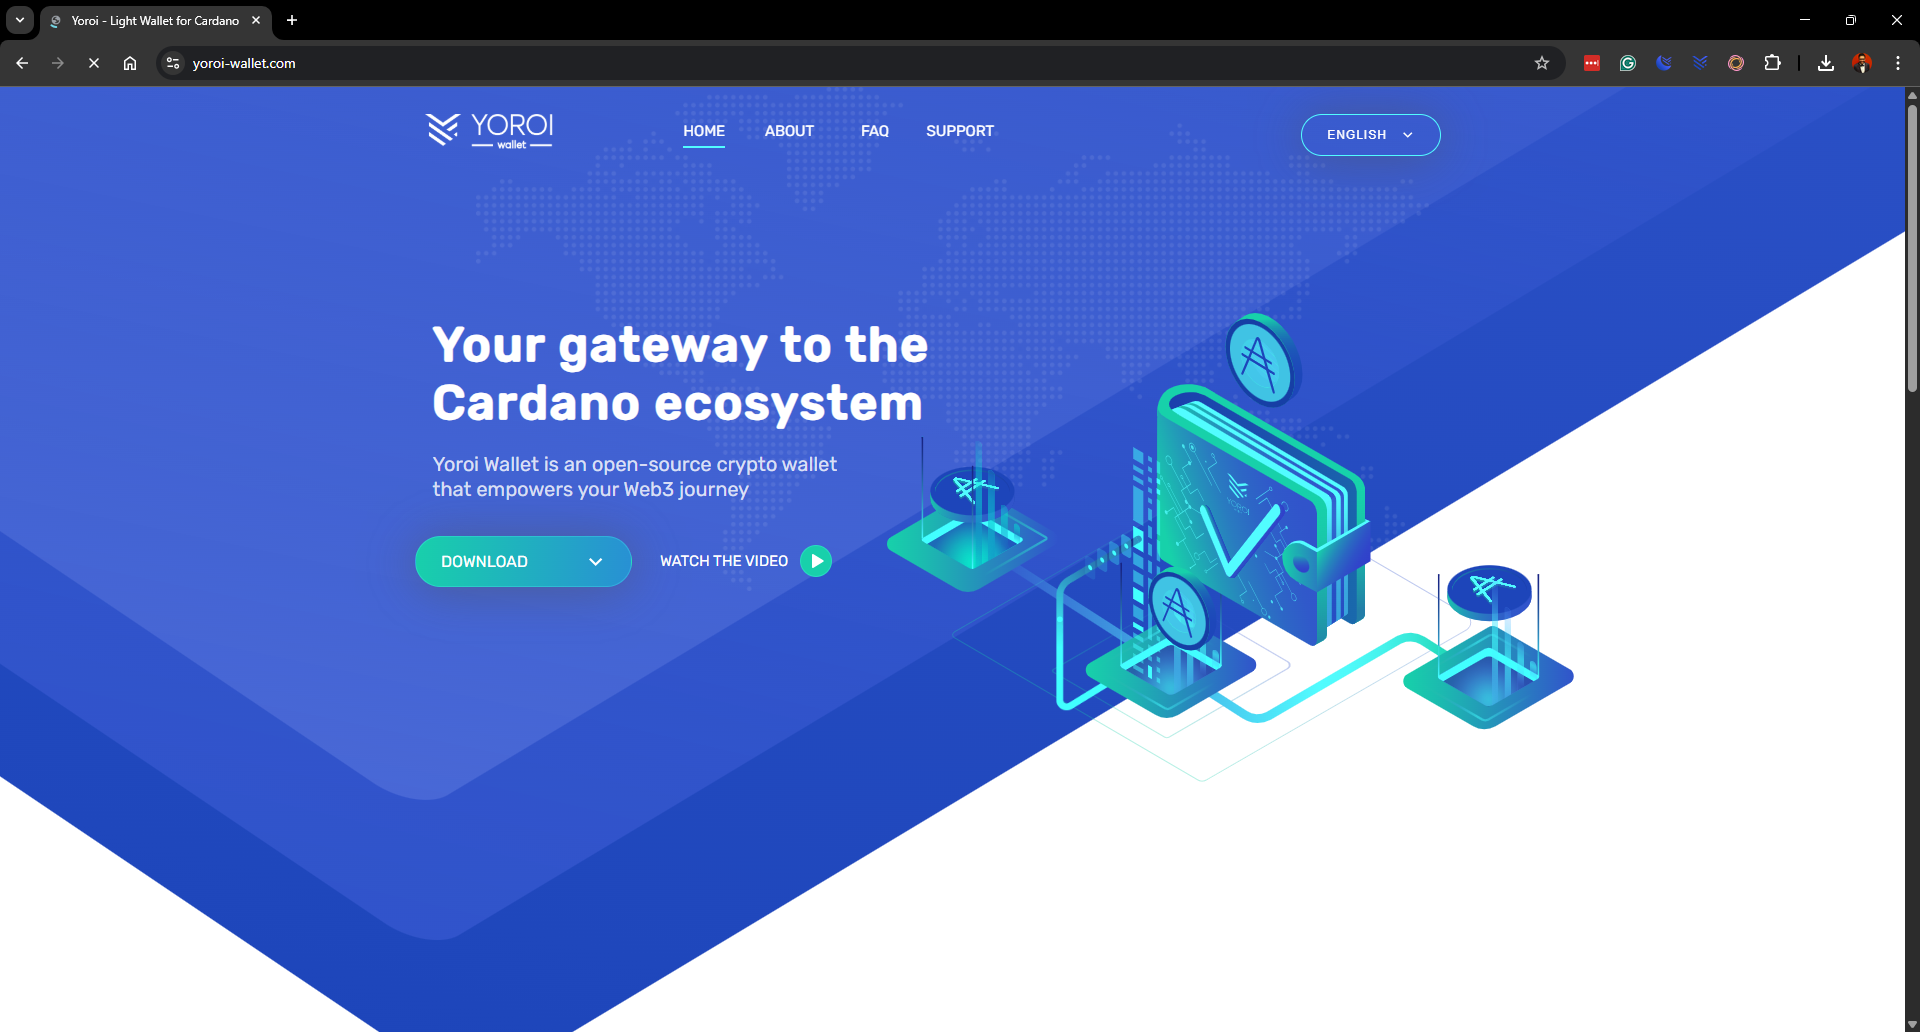 Yoroi - Light Wallet for Cardano
yoroi-wallet.com
YOROI
wallet
HOME
ABOUT
FAQ
SUPPORT
ENGLISH
Your gateway to the
Cardano ecosystem
Yoroi Wallet is an open-source crypto wallet
that empowers your Web3 journey
DOWNLOAD
WATCH THE VIDEO
YOROI